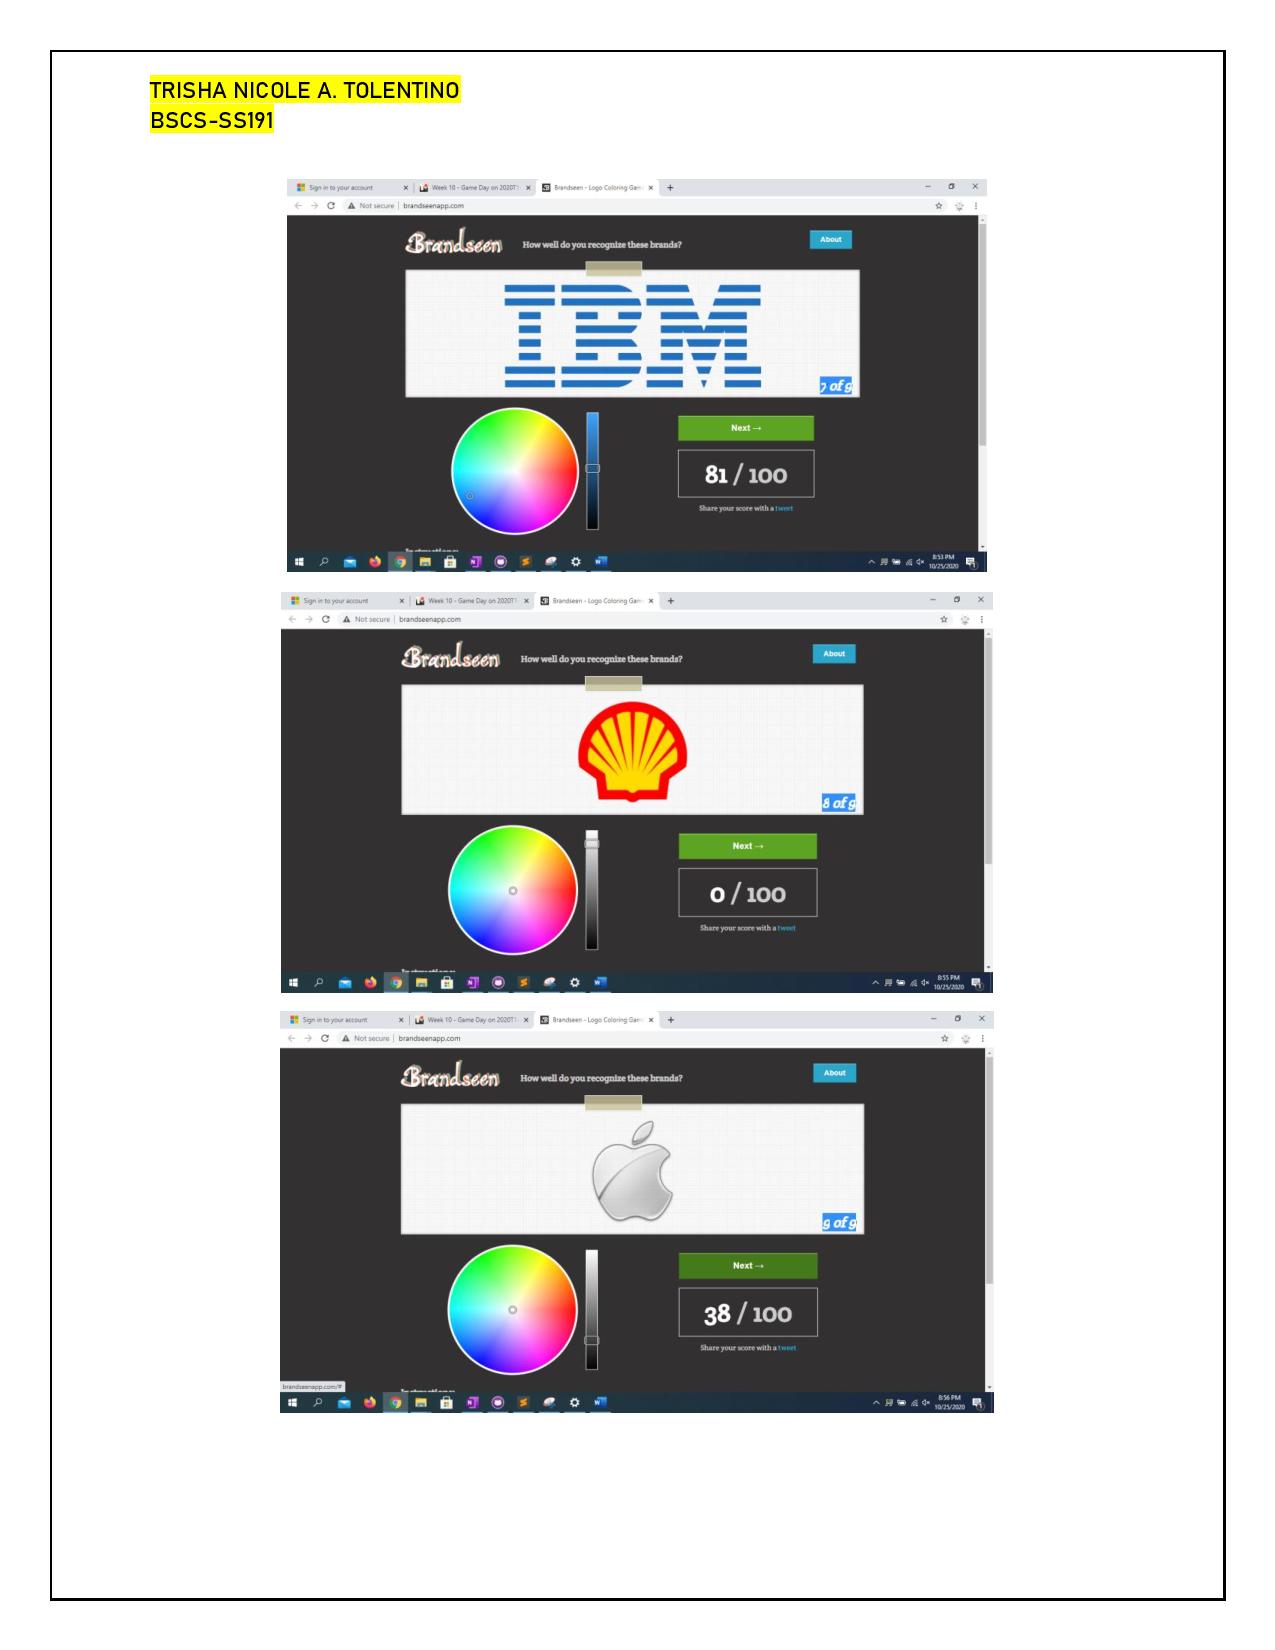 TRISHA NICOLE A. TOLENTINO
BSCS-SS191
Sign in to your account
Week 10 - Game Day on 2020T1
Brandseen - Logo Coloring Gam
Not secure | brandseenapp.com
Brandseen
How well do you recognize these brands?
About
IBM
7 of 9
Next →
81 / 100
Share your score with a tweet
8:53 PM
10/25/2020
Sign in to your account
Week 10 - Game Day on 2020T1
Brandseen - Logo Coloring Gam
Not secure | brandseenapp.com
Brandseen
How well do you recognize these brands?
About
8 of 9
Next →
0 / 100
Share your score with a tweet
8:55 PM
10/25/2020
Sign in to your account
Week 10 - Game Day on 2020T1
Brandseen - Logo Coloring Gam
Not secure | brandseenapp.com
Brandseen
How well do you recognize these brands?
About
9 of 9
Next →
38 / 100
Share your score with a tweet
brandseenapp.com/#
8:56 PM
10/25/2020